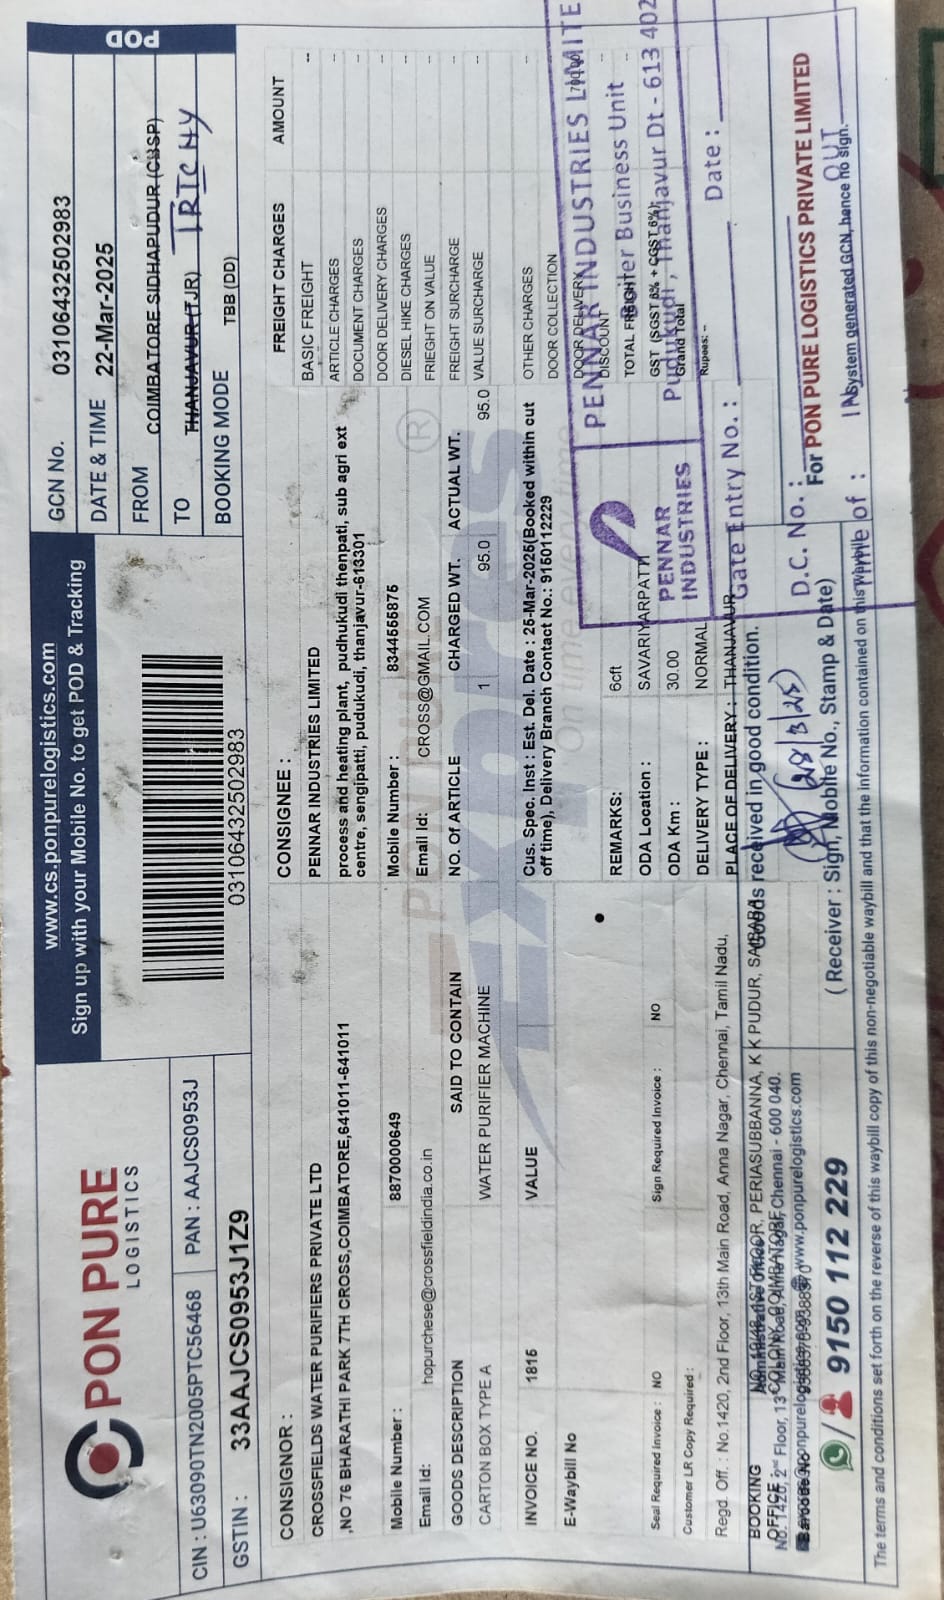 PON PURE
LOGISTICS
www.cs.ponpurelogistics.com
Sign up with your Mobile No. to get POD & Tracking
POD
CIN : U63090TN2005PTC56468
PAN : AAJCS0953J
GSTIN : 33AAJCS0953J1Z9
0310643250 2983
GCN No. 03106432502983
DATE & TIME 22-Mar-2025
FROM COIMBATORE SIDHAPUDUR (CBSP)
TO THANJAVUR (TJR) TRICHY
BOOKING MODE TBB (DD)
CONSIGNOR :
CROSSFIELDS WATER PURIFIERS PRIVATE LTD
,NO 76 BHARATHI PARK 7TH CROSS,COIMBATORE,641011-641011
Mobile Number : 8870000649
Email Id: hopurchese@crossfieldindia.co.in
CONSIGNEE :
PENNAR INDUSTRIES LIMITED
process and heating plant, pudhukudi thenpati, sub agri ext
centre, sengipatti, pudukudi, thanjavur-613301
Mobile Number : 8344555875
Email Id: CROSS@GMAIL.COM
GOODS DESCRIPTION SAID TO CONTAIN NO. Of ARTICLE CHARGED WT. ACTUAL WT.
CARTON BOX TYPE A WATER PURIFIER MACHINE 1 95.0 95.0
INVOICE NO. 1815 VALUE
E-Waybill No
Cus. Spec. Inst : Est. Del. Date : 25-Mar-2025(Booked within cut
off time), Delivery Branch Contact No.: 9150112229
FREIGHT CHARGES AMOUNT
BASIC FREIGHT --
ARTICLE CHARGES --
DOCUMENT CHARGES --
DOOR DELIVERY CHARGES --
DIESEL HIKE CHARGES --
FRIEGHT ON VALUE --
FREIGHT SURCHARGE --
VALUE SURCHARGE --
OTHER CHARGES --
DOOR COLLECTION --
DOOR DELIVERY
DISCOUNT
TOTAL FREIGHT --
GST (SGST 6% + CGST 6%):
Grand Total
Rupees: --
REMARKS: 6cft
ODA Location : SAVARIYARPATTI
ODA Km : 30.00
DELIVERY TYPE : NORMAL
PLACE OF DELIVERY : THANJAVUR
Seal Required Invoice : NO
Sign Required Invoice : NO
Customer LR Copy Required :
Regd. Off. : No.1420, 2nd Floor, 13th Main Road, Anna Nagar, Chennai, Tamil Nadu,
BOOKING OFFICE :
Goods received in good condition.
28/3/25
( Receiver : Sign, Mobile No., Stamp & Date)
9150 112 229
www.ponpurelogistics.com
PENNAR INDUSTRIES
PENNAR INDUSTRIES LIMITE
Boiler Business Unit
Pudukudi, Thanjavur Dt - 613 402
Gate Entry No. : Date :
D.C. No. :
IN Time of : OUT
For PON PURE LOGISTICS PRIVATE LIMITED
System generated GCN, hence no sign.
The terms and conditions set forth on the reverse of this waybill copy of this non-negotiable waybill and that the information contained on this Waybill